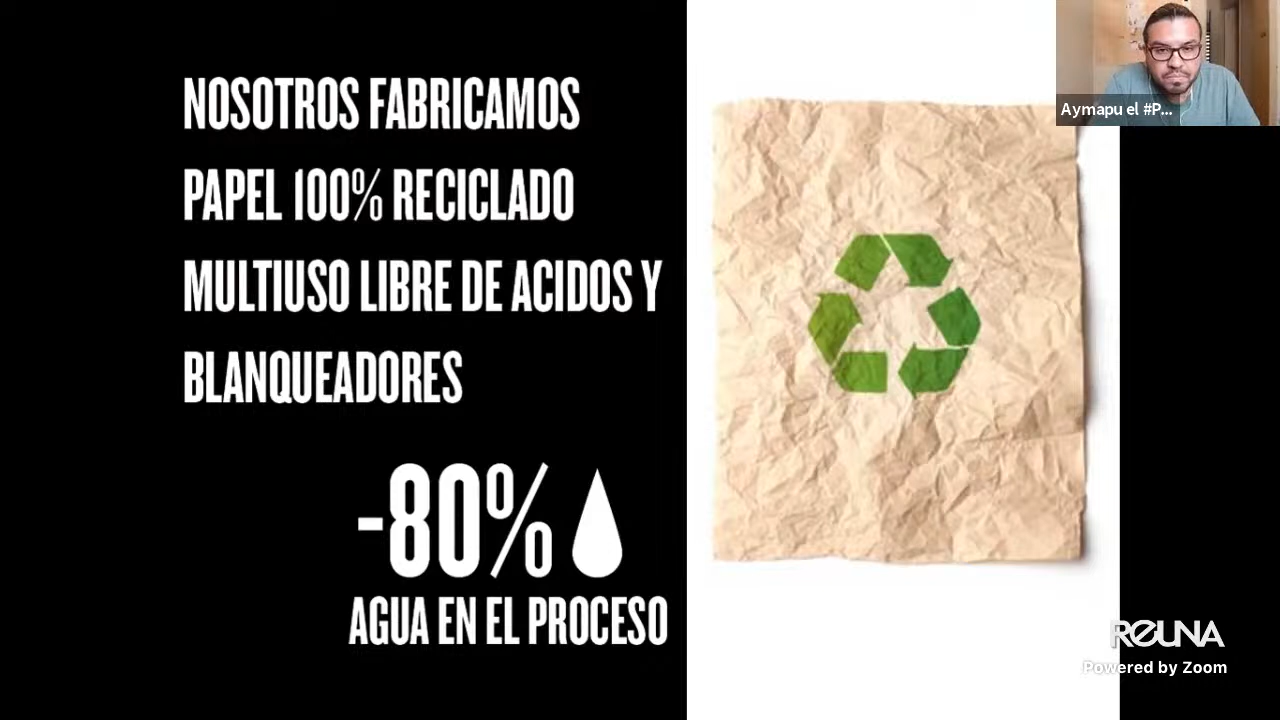 NOSOTROS FABRICAMOS
PAPEL 100% RECICLADO
MULTIUSO LIBRE DE ACIDOS Y
BLANQUEADORES
-80%
AGUA EN EL PROCESO
Aymapu el #P...
REUNA
Powered by Zoom